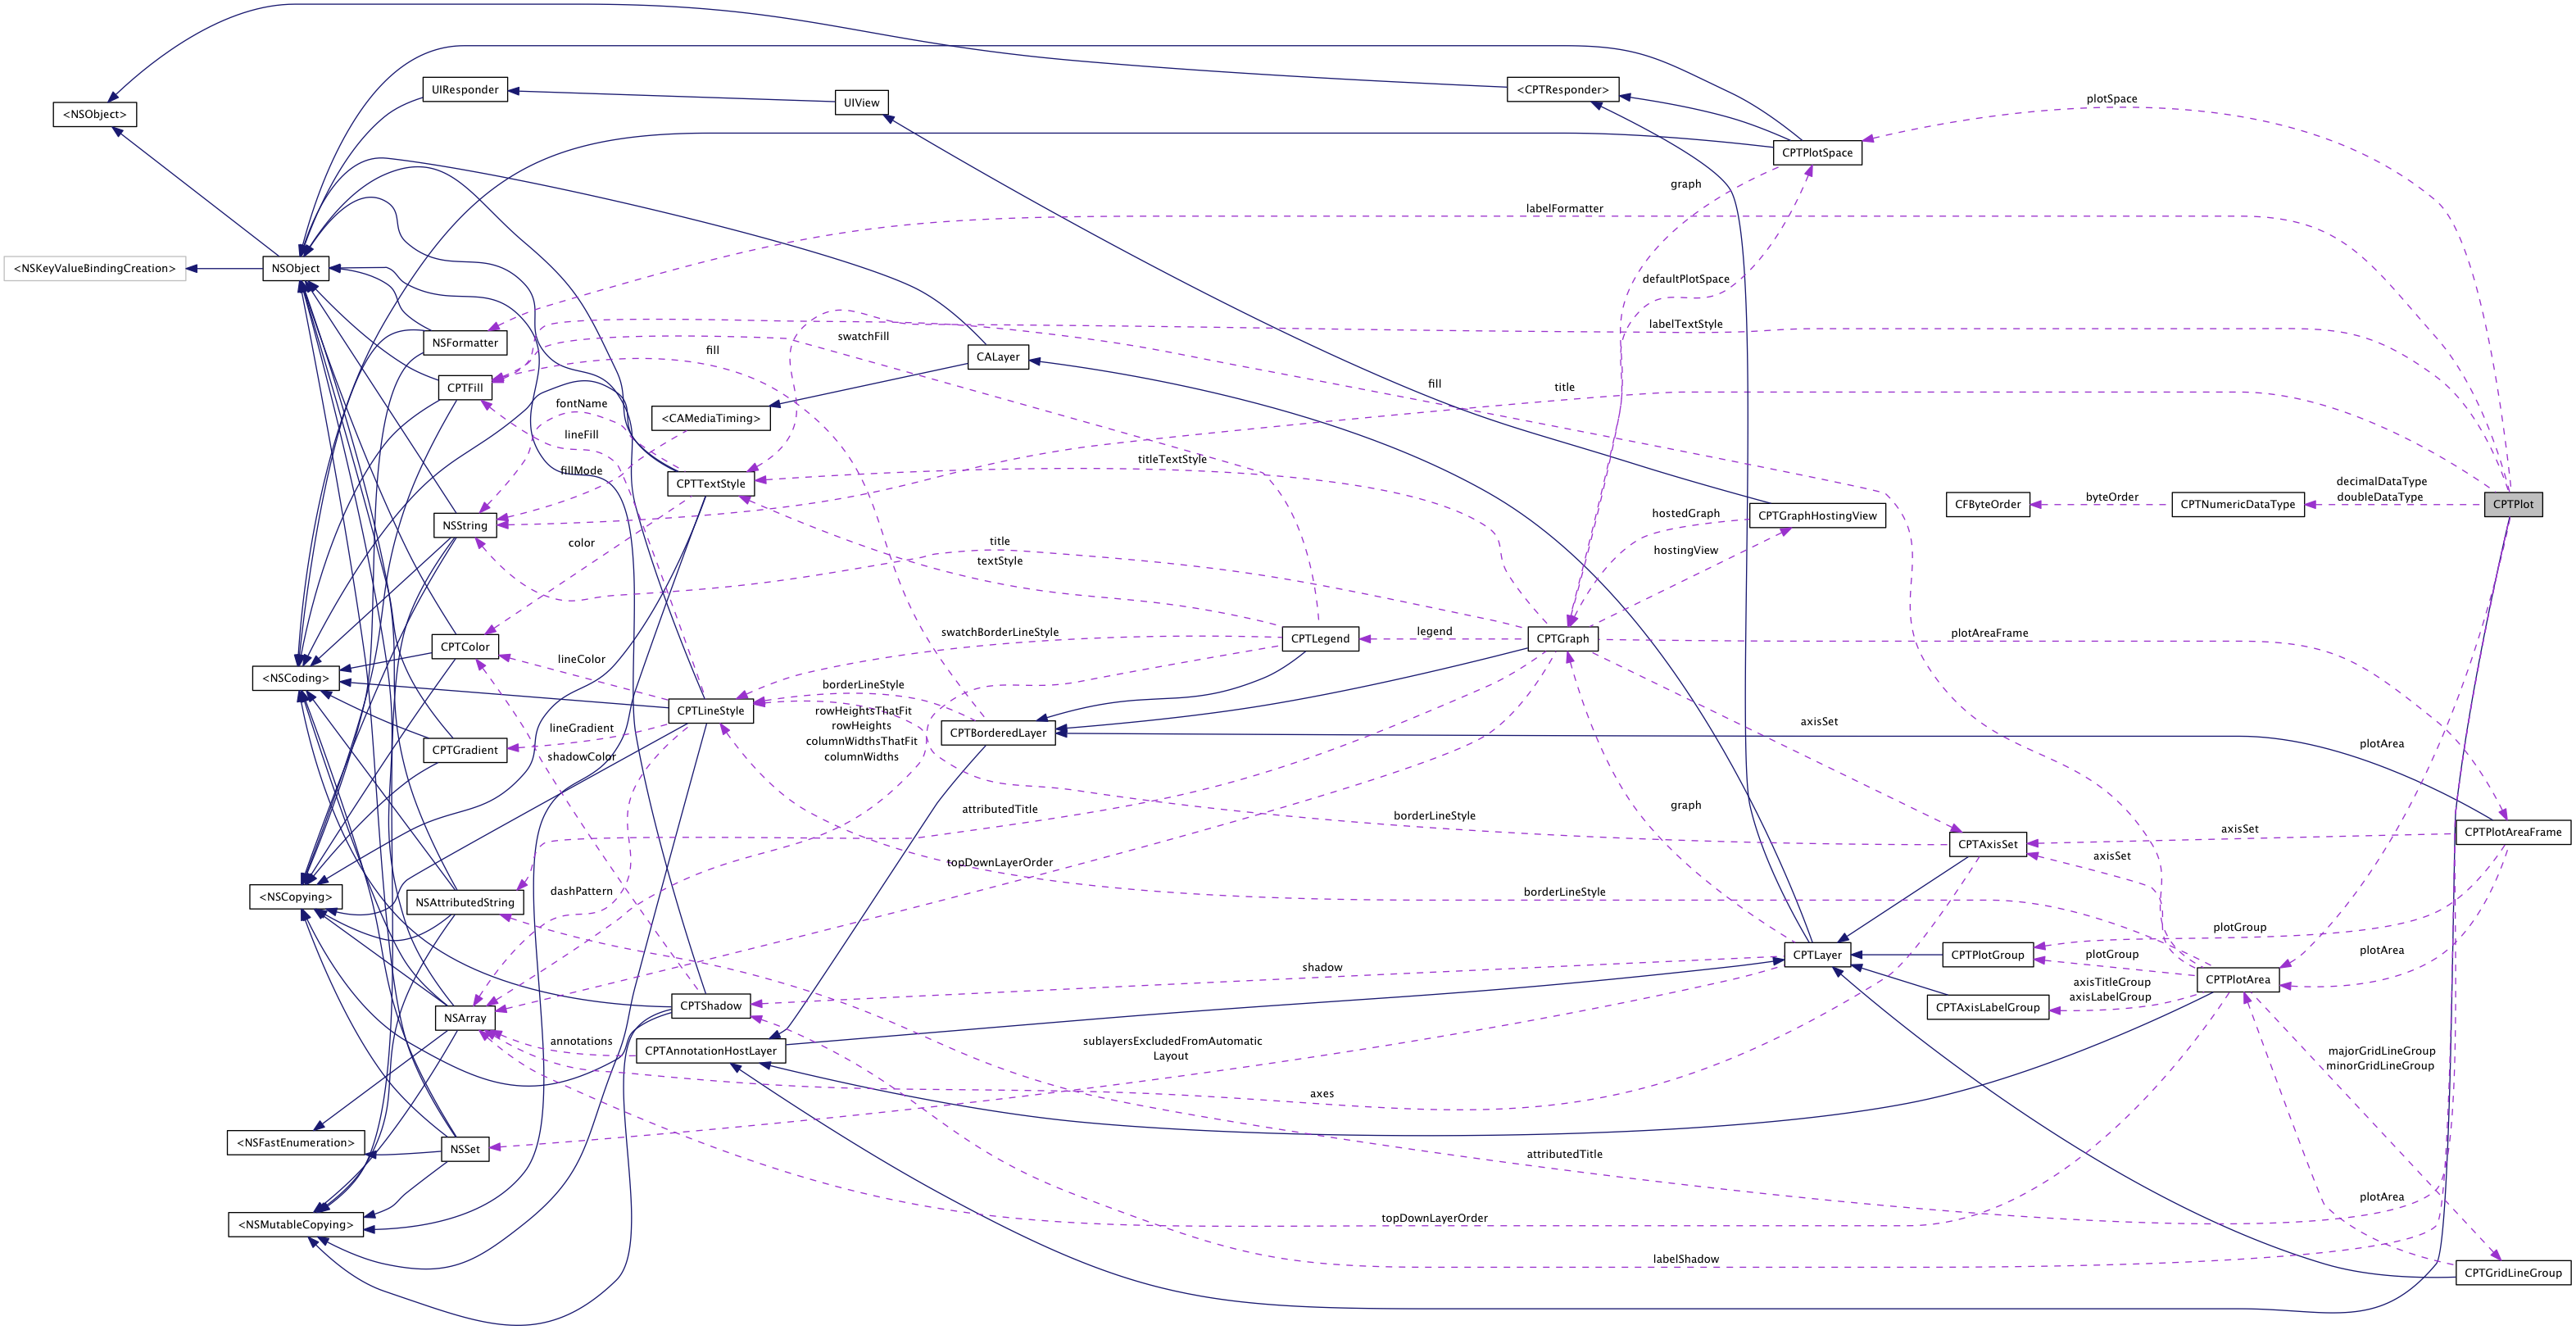 plotSpace
UIResponder
<CPTResponder>
UIView
<NSObject>
CPTPlotSpace
graph
labelFormatter
<NSKeyValueBindingCreation>
NSObject
defaultPlotSpace
labelTextStyle
swatchFill
NSFormatter
fill
CALayer
CPTFill
fill
title
fontName
<CAMediaTiming>
lineFill
titleTextStyle
fillMode
CPTTextStyle
decimalDataType
doubleDataType
byteOrder
CFByteOrder
CPTNumericDataType
CPTPlot
hostedGraph
CPTGraphHostingView
NSString
color
title
textStyle
hostingView
swatchBorderLineStyle
CPTLegend
legend
CPTGraph
plotAreaFrame
CPTColor
lineColor
<NSCoding>
borderLineStyle
CPTLineStyle
rowHeightsThatFit
rowHeights
columnWidthsThatFit
columnWidths
axisSet
lineGradient
CPTBorderedLayer
CPTGradient
shadowColor
plotArea
attributedTitle
graph
borderLineStyle
axisSet
CPTPlotAreaFrame
CPTAxisSet
axisSet
topDownLayerOrder
dashPattern
borderLineStyle
<NSCopying>
NSAttributedString
plotGroup
plotArea
CPTLayer
CPTPlotGroup
plotGroup
shadow
CPTPlotArea
axisTitleGroup
axisLabelGroup
CPTShadow
CPTAxisLabelGroup
NSArray
annotations
CPTAnnotationHostLayer
sublayersExcludedFromAutomatic
Layout
majorGridLineGroup
minorGridLineGroup
axes
<NSFastEnumeration>
NSSet
attributedTitle
plotArea
<NSMutableCopying>
topDownLayerOrder
labelShadow
CPTGridLineGroup